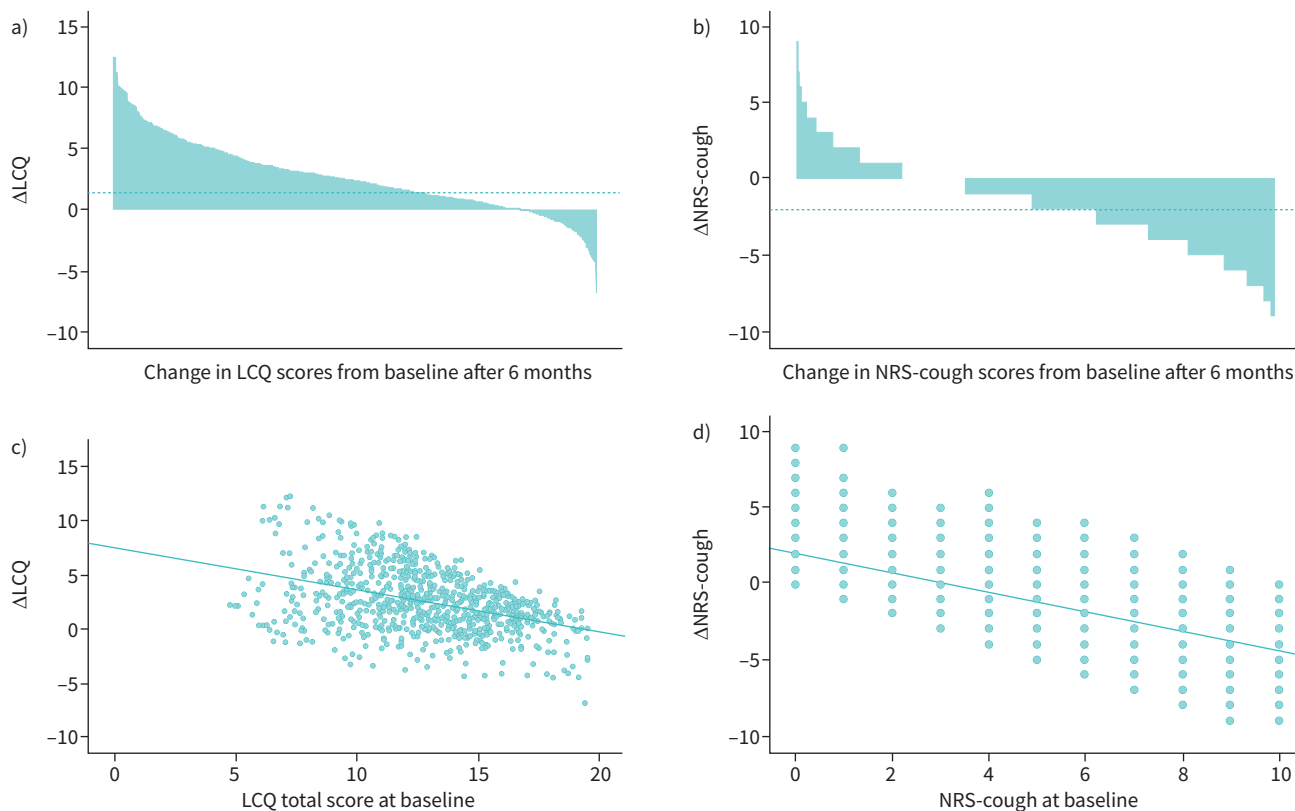 a)
15
10
5
0
−5
−10
ΔLCQ
Change in LCQ scores from baseline after 6 months
b)
10
5
0
−5
−10
ΔNRS-cough
Change in NRS-cough scores from baseline after 6 months
c)
15
10
5
0
−5
−10
ΔLCQ
0 5 10 15 20
LCQ total score at baseline
d)
10
5
0
−5
−10
ΔNRS-cough
0 2 4 6 8 10
NRS-cough at baseline